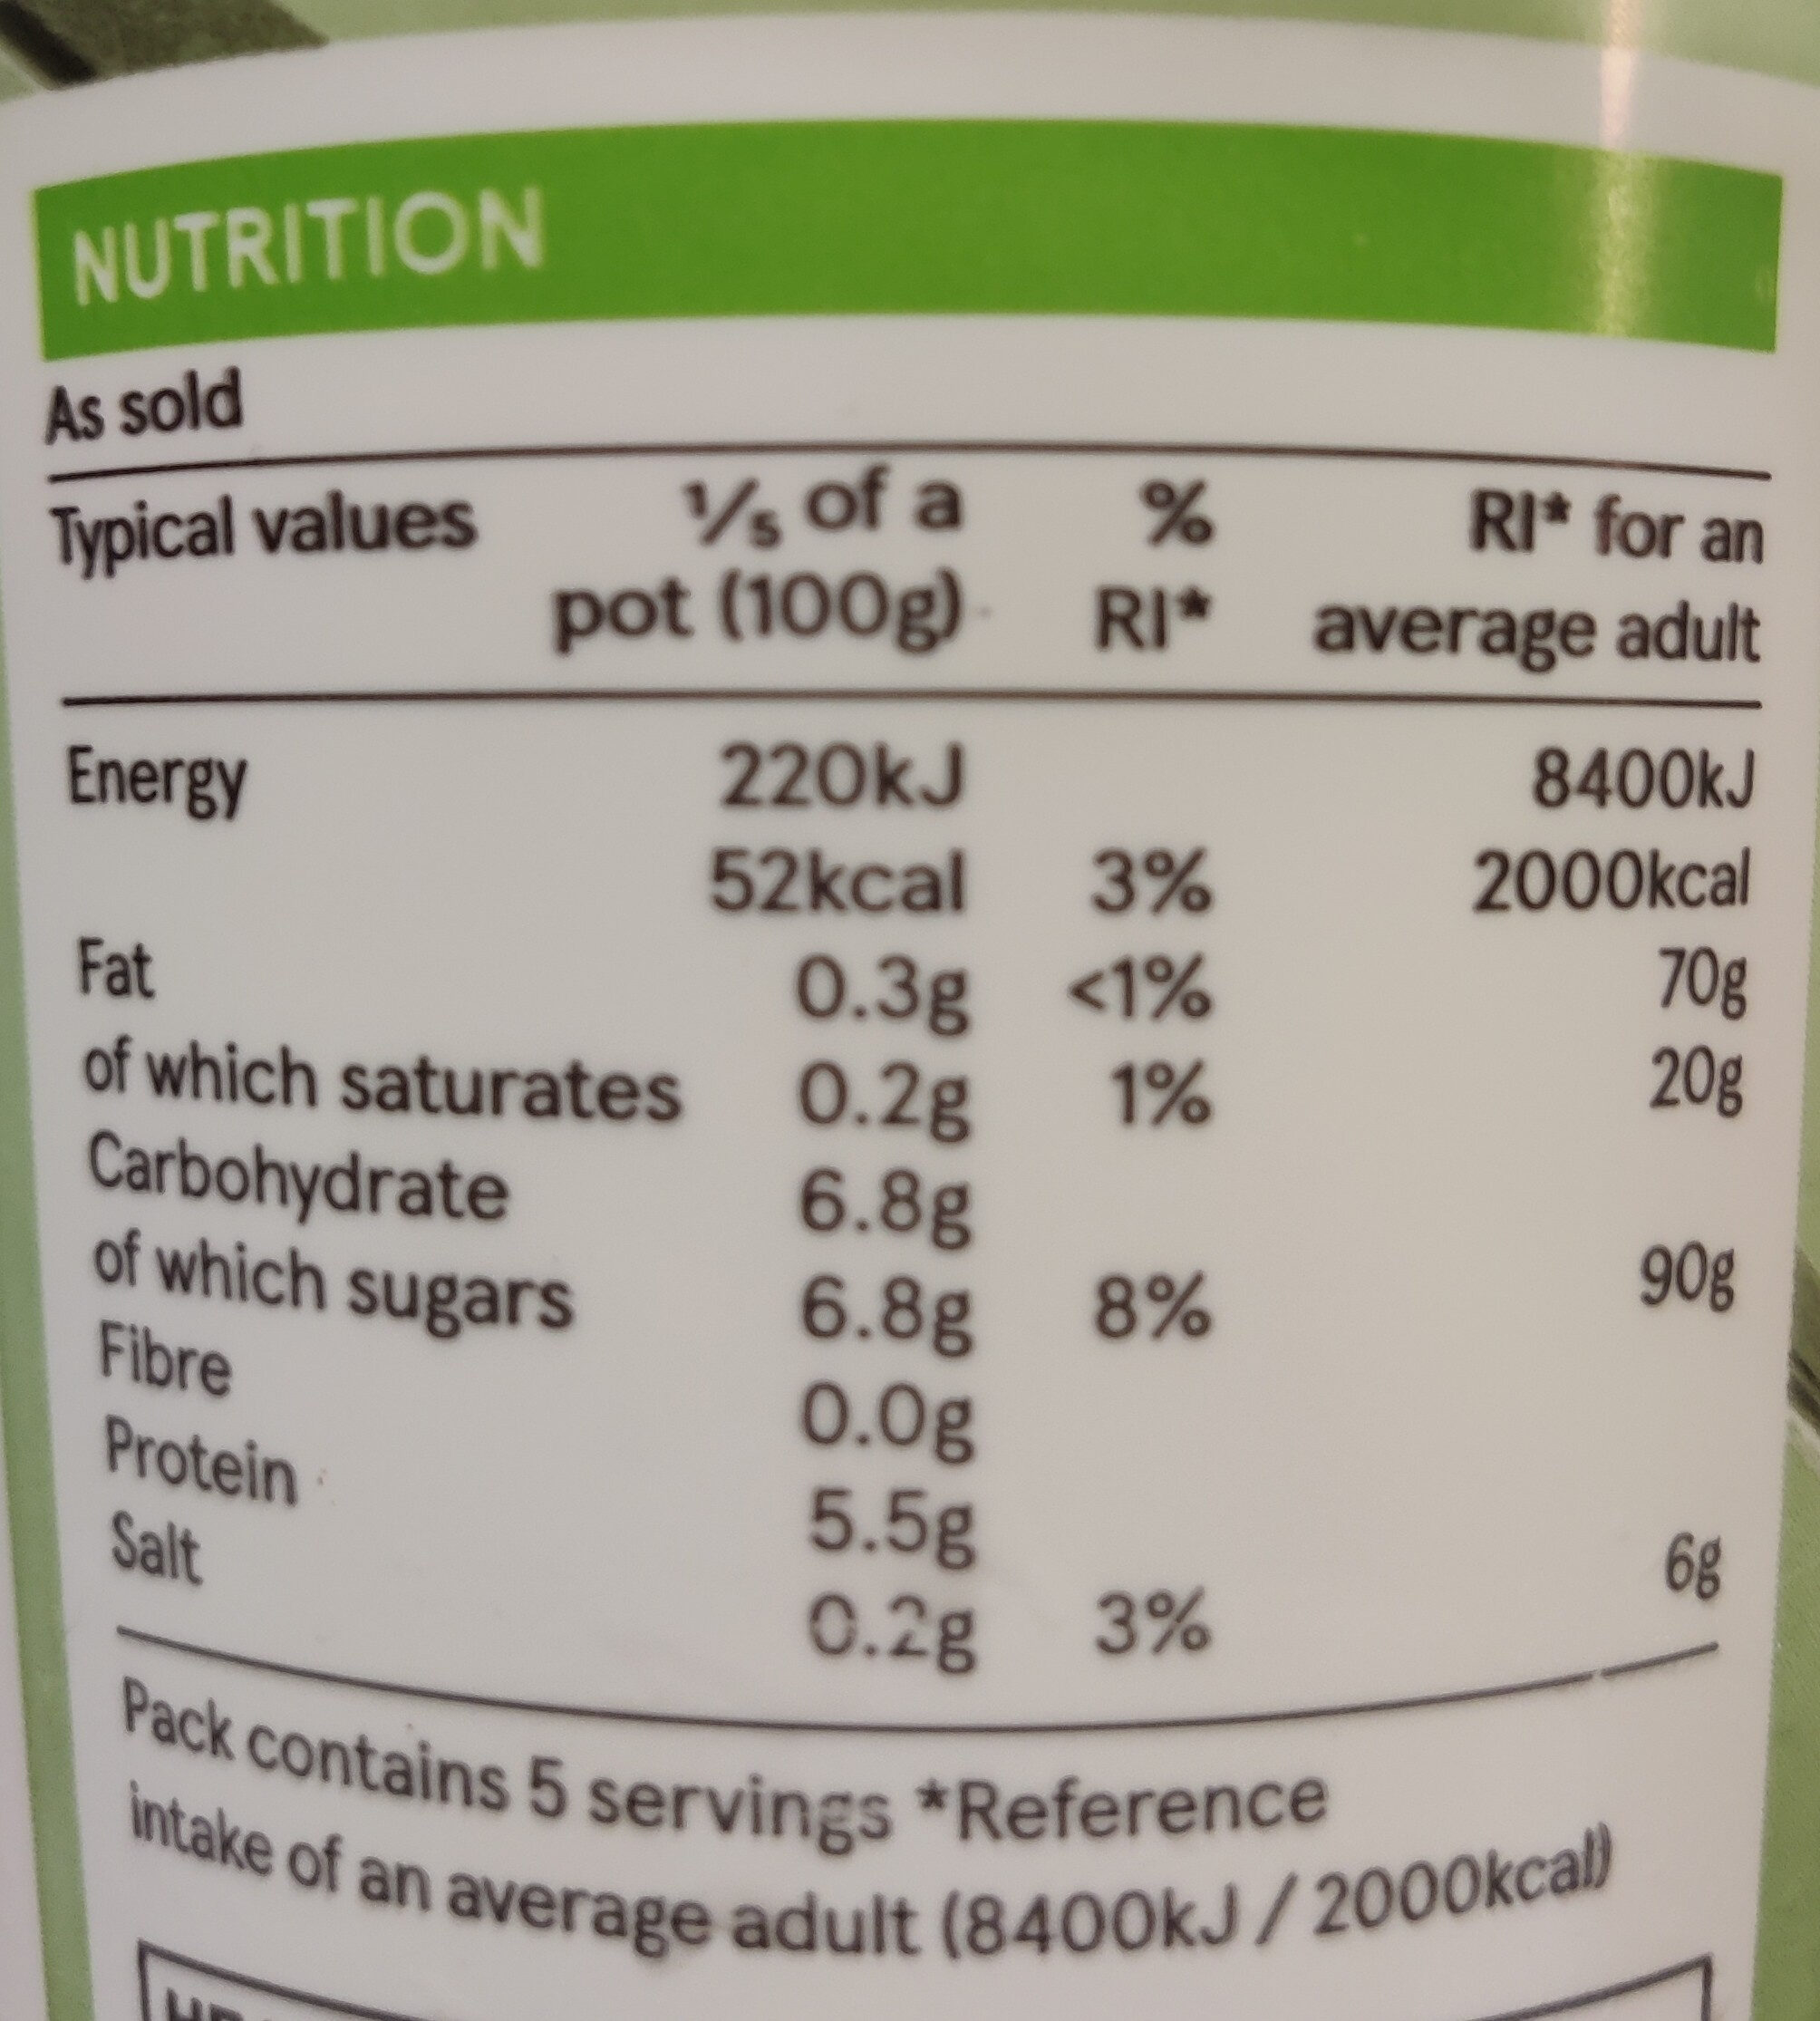 NUTRITION
As sold
Typical values ⅕ of a % RI* for an
pot (100g) RI* average adult
Energy 220kJ 8400kJ
52kcal 3% 2000kcal
Fat 0.3g <1% 70g
of which saturates 0.2g 1% 20g
Carbohydrate 6.8g
of which sugars 6.8g 8% 90g
Fibre 0.0g
Protein 5.5g
Salt 0.2g 3% 6g
Pack contains 5 servings *Reference
intake of an average adult (8400kJ / 2000kcal)